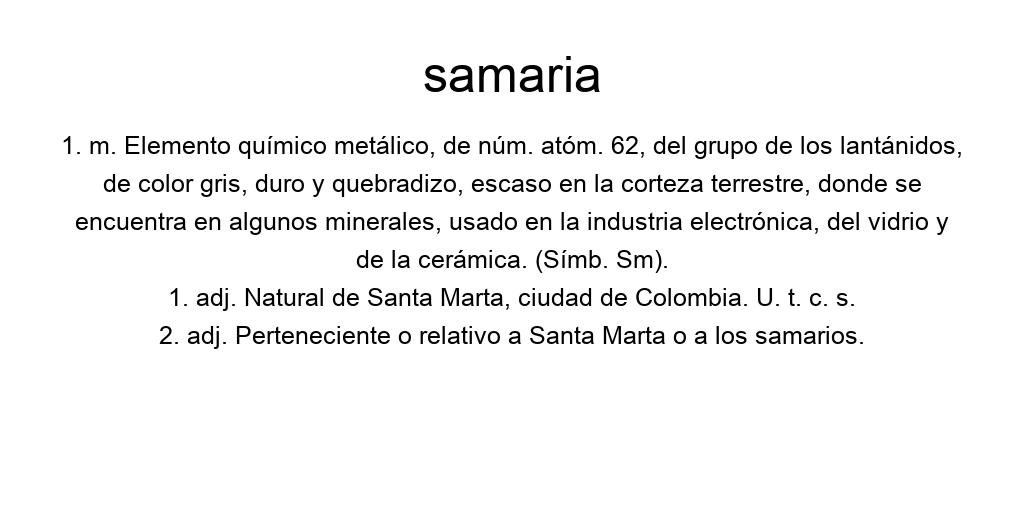 samaria
1. m. Elemento químico metálico, de núm. atóm. 62, del grupo de los lantánidos,
de color gris, duro y quebradizo, escaso en la corteza terrestre, donde se
encuentra en algunos minerales, usado en la industria electrónica, del vidrio y
de la cerámica. (Símb. Sm).
1. adj. Natural de Santa Marta, ciudad de Colombia. U. t. c. s.
2. adj. Perteneciente o relativo a Santa Marta o a los samarios.